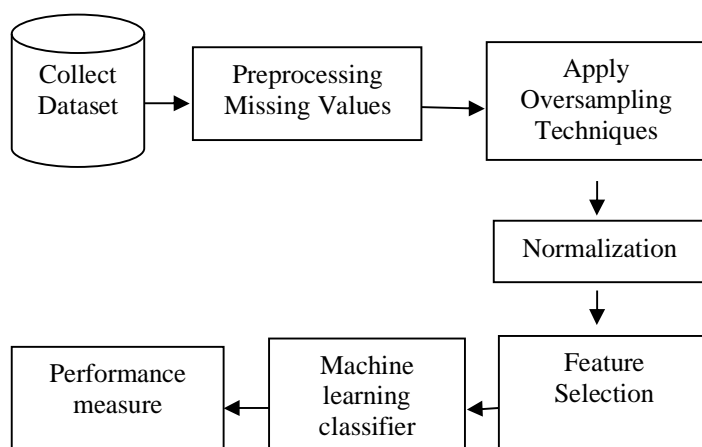 Collect
Dataset
Preprocessing
Missing Values
Apply
Oversampling
Techniques
Normalization
Feature
Selection
Machine
learning
classifier
Performance
measure